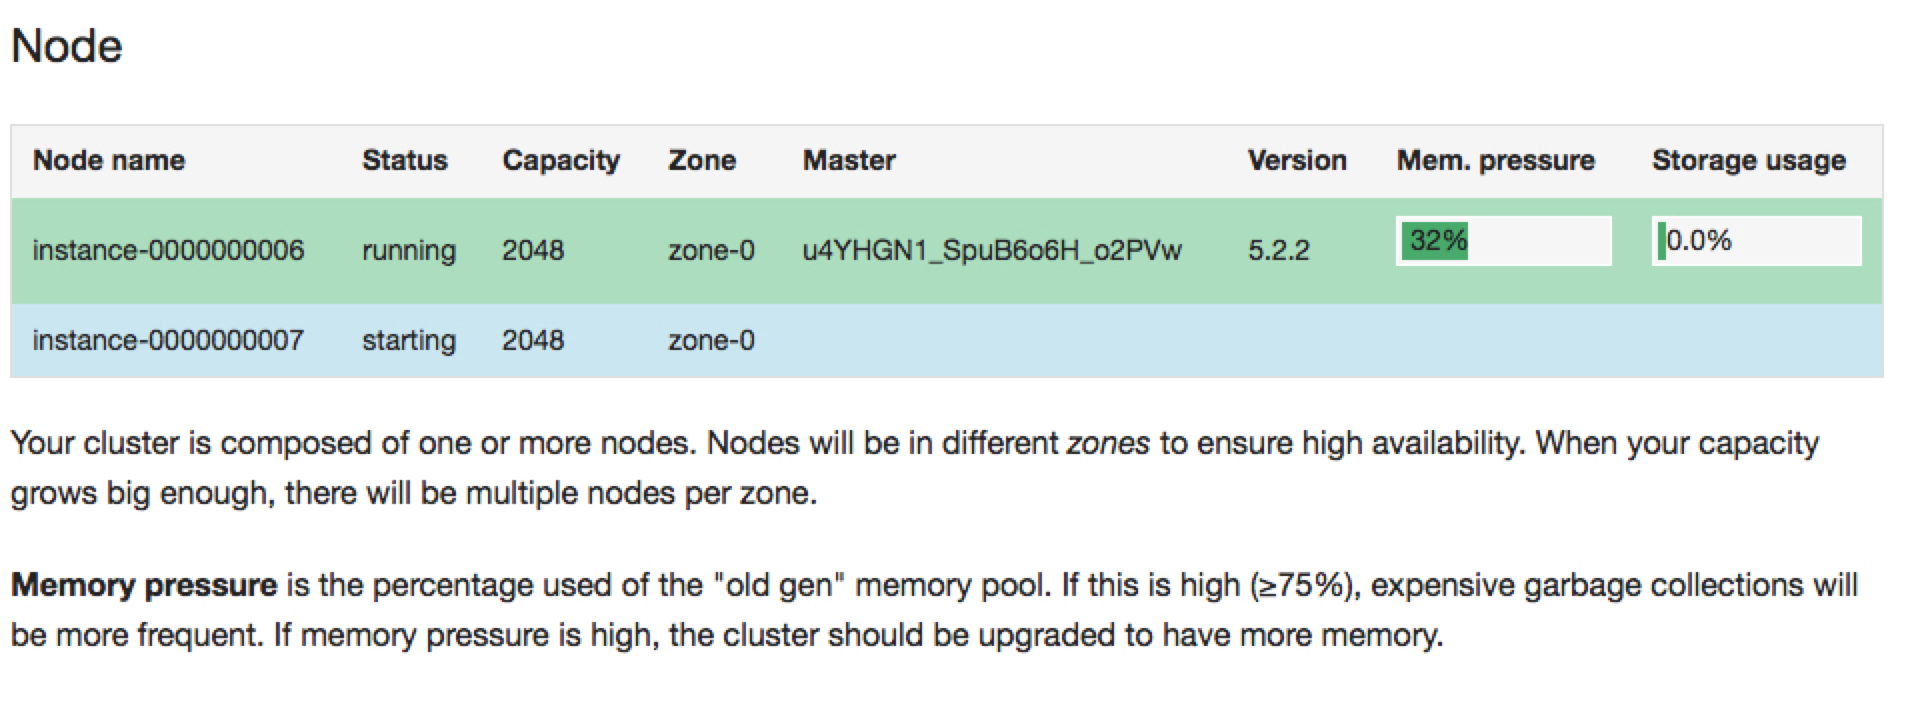 Node
Node name Status Capacity Zone Master Version Mem. pressure Storage usage
instance-0000000006 running 2048 zone-0 u4YHGN1_SpuB6o6H_o2PVw 5.2.2 32% 0.0%
instance-0000000007 starting 2048 zone-0
Your cluster is composed of one or more nodes. Nodes will be in different zones to ensure high availability. When your capacity
grows big enough, there will be multiple nodes per zone.
Memory pressure is the percentage used of the "old gen" memory pool. If this is high (≥75%), expensive garbage collections will
be more frequent. If memory pressure is high, the cluster should be upgraded to have more memory.